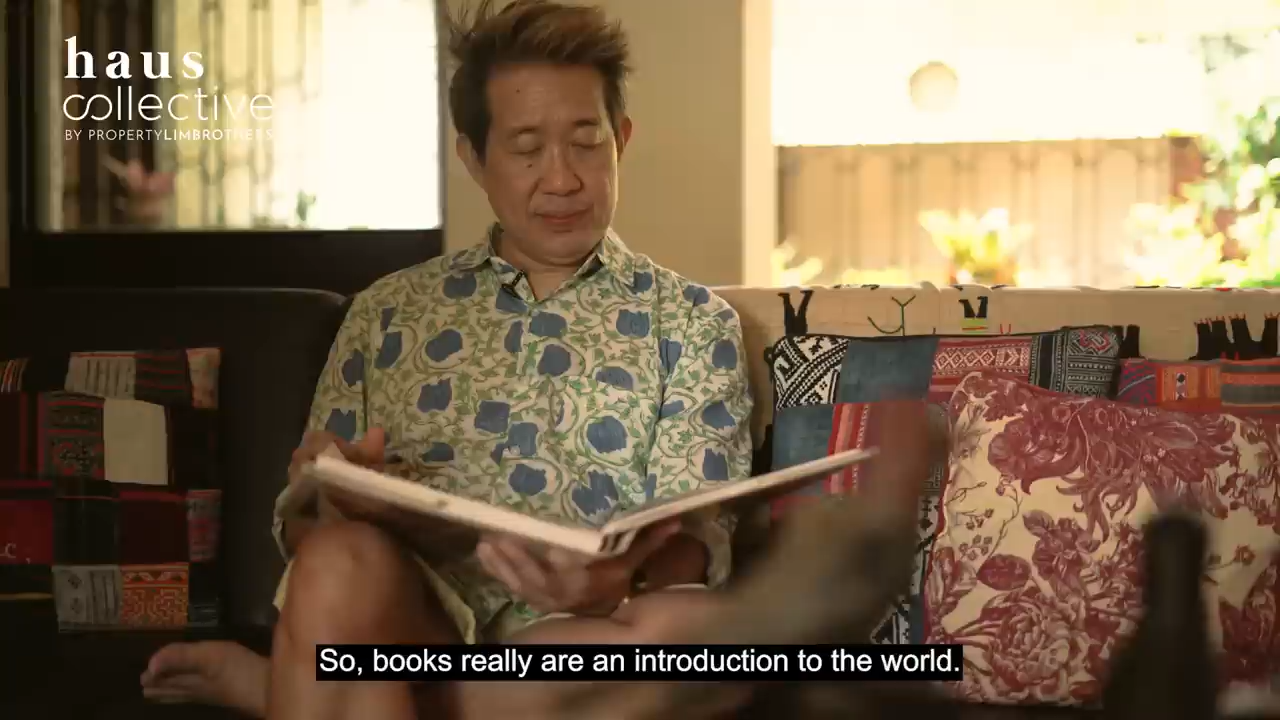 haus
collective
BY PROPERTYLIMBROTHERS
So, books really are an introduction to the world.